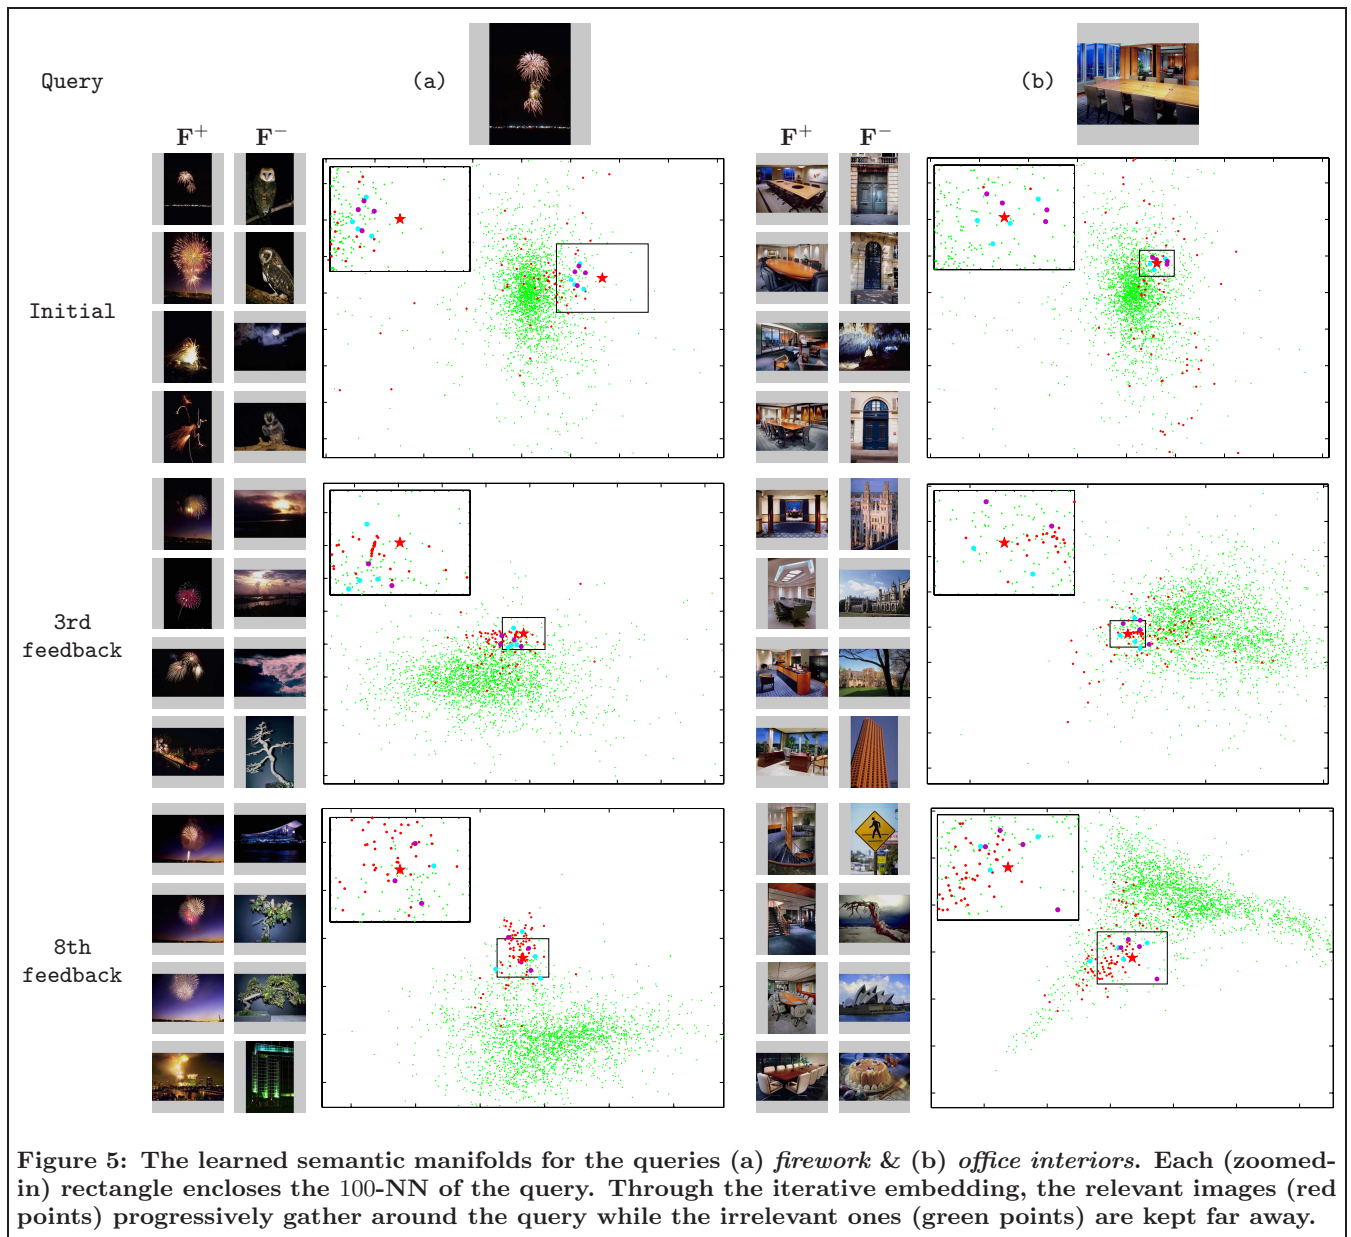 Query
(a)
(b)
F+ F−
F+ F−
Initial
3rd
feedback
8th
feedback
Figure 5: The learned semantic manifolds for the queries (a) firework & (b) office interiors. Each (zoomed-
in) rectangle encloses the 100-NN of the query. Through the iterative embedding, the relevant images (red
points) progressively gather around the query while the irrelevant ones (green points) are kept far away.